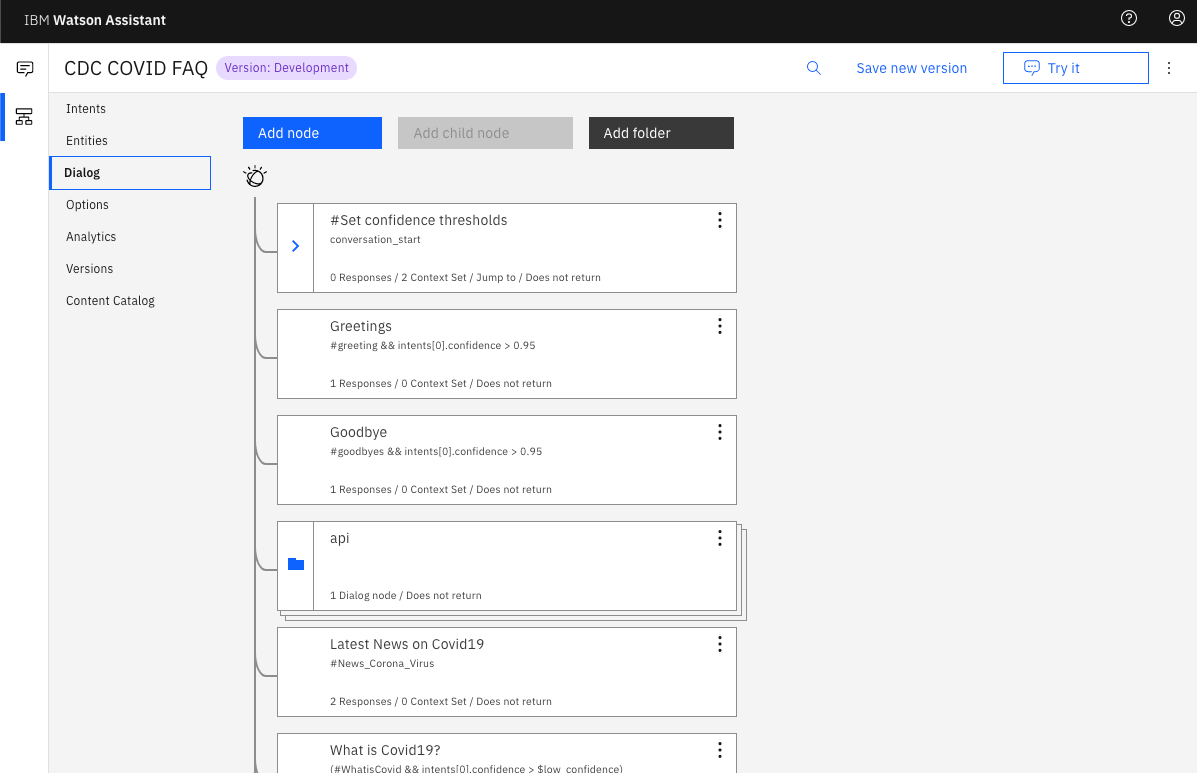 IBM Watson Assistant
CDC COVID FAQ
Version: Development
Save new version
Try it
Intents
Entities
Dialog
Options
Analytics
Versions
Content Catalog
Add node
Add child node
Add folder
#Set confidence thresholds
conversation_start
0 Responses / 2 Context Set / Jump to / Does not return
Greetings
#greeting && intents[0].confidence > 0.95
1 Responses / 0 Context Set / Does not return
Goodbye
#goodbyes && intents[0].confidence > 0.95
1 Responses / 0 Context Set / Does not return
api
1 Dialog node / Does not return
Latest News on Covid19
#News_Corona_Virus
2 Responses / 0 Context Set / Does not return
What is Covid19?
(#WhatisCovid && intents[0].confidence > $low_confidence)